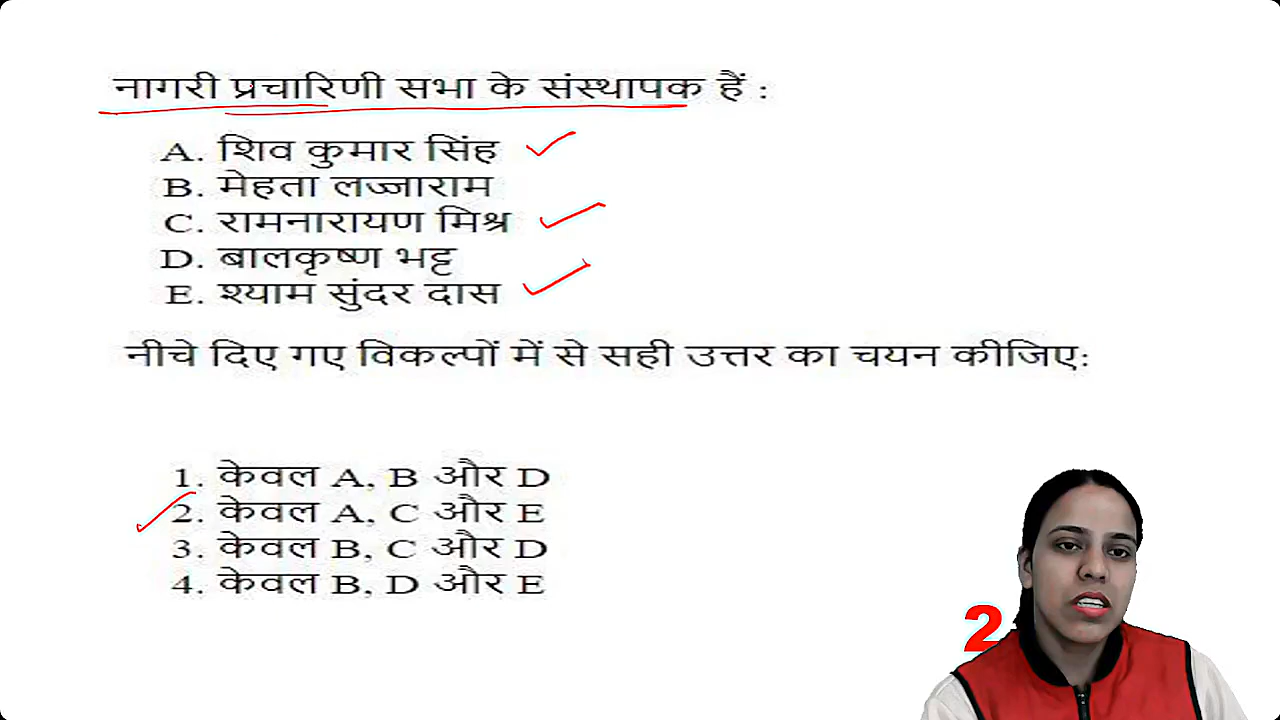 नागरी प्रचारिणी सभा के संस्थापक हैं :
A. शिव कुमार सिंह
B. मेहता लज्जाराम
C. रामनारायण मिश्र
D. बालकृष्ण भट्ट
E. श्याम सुंदर दास
नीचे दिए गए विकल्पों में से सही उत्तर का चयन कीजिए:
1. केवल A, B और D
2. केवल A, C और E
3. केवल B, C और D
4. केवल B, D और E
2